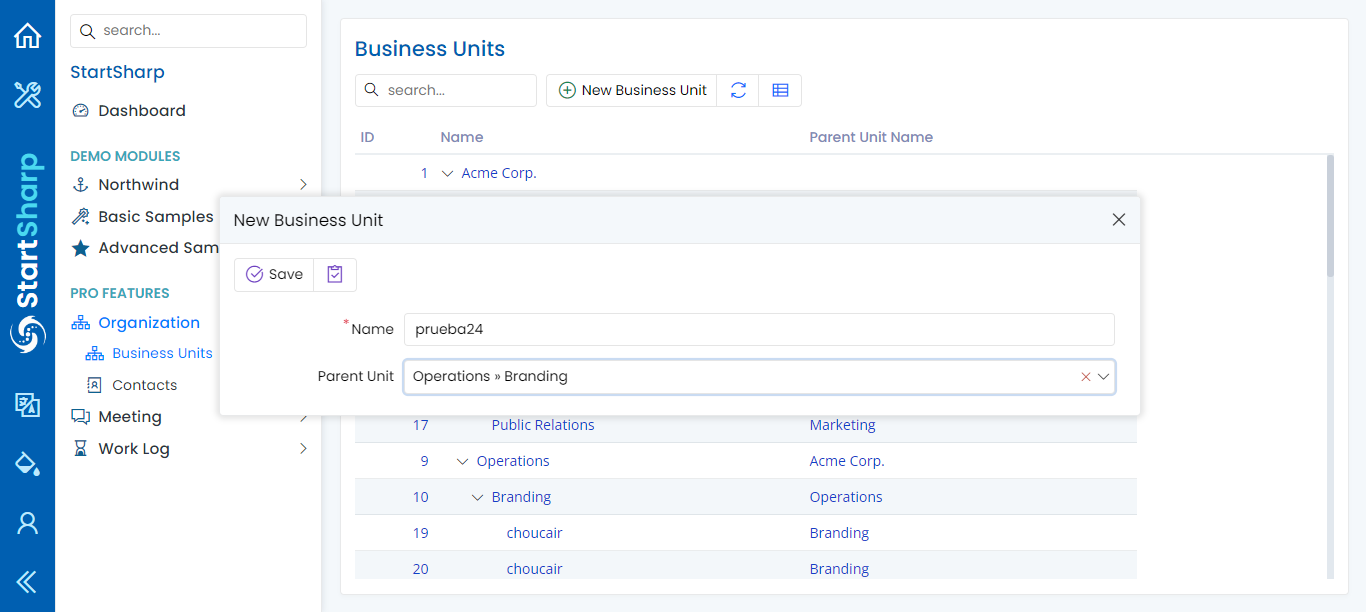 StartSharp
search...
StartSharp
Dashboard
DEMO MODULES
Northwind
Basic Samples
Advanced Sam
PRO FEATURES
Organization
Business Units
Contacts
Meeting
Work Log
Business Units
search...
New Business Unit
ID Name Parent Unit Name
1 Acme Corp.
New Business Unit
Save
* Name prueba24
Parent Unit Operations » Branding
17 Public Relations Marketing
9 Operations Acme Corp.
10 Branding Operations
19 choucair Branding
20 choucair Branding